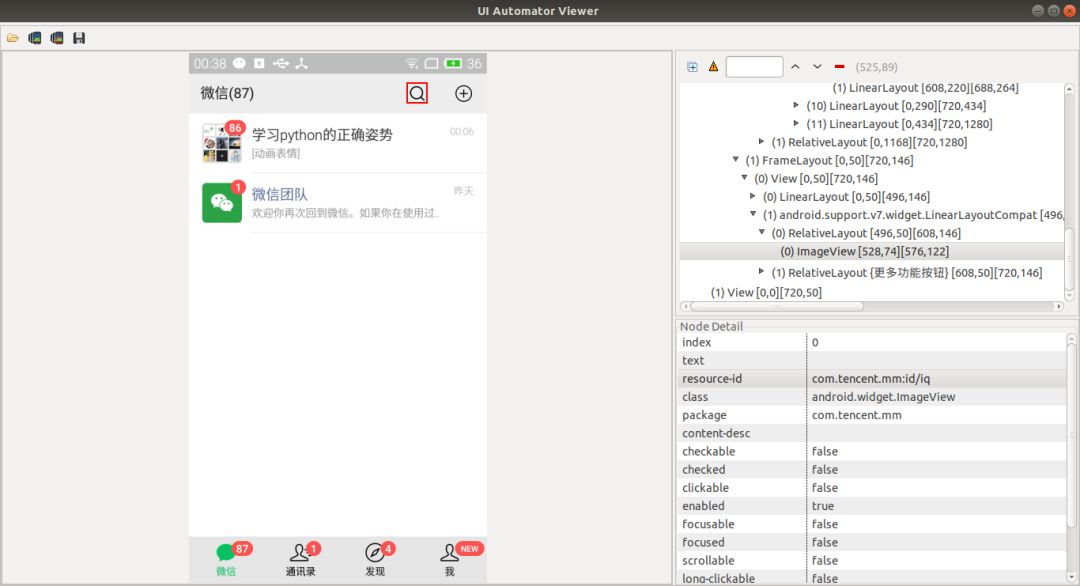 UI Automator Viewer
(525,89)
00:38
36
微信(87)
86
学习python的正确姿势
00:06
[动画表情]
1
微信团队
昨天
欢迎你再次回到微信。如果你在使用过..
87
微信
1
通讯录
4
发现
NEW
我
(1) LinearLayout [608,220][688,264]
(10) LinearLayout [0,290][720,434]
(11) LinearLayout [0,434][720,1280]
(1) RelativeLayout [0,1168][720,1280]
(1) FrameLayout [0,50][720,146]
(0) View [0,50][720,146]
(0) LinearLayout [0,50][496,146]
(1) android.support.v7.widget.LinearLayoutCompat [496,
(0) RelativeLayout [496,50][608,146]
(0) ImageView [528,74][576,122]
(1) RelativeLayout {更多功能按钮} [608,50][720,146]
(1) View [0,0][720,50]
Node Detail
index 0
text
resource-id com.tencent.mm:id/iq
class android.widget.ImageView
package com.tencent.mm
content-desc
checkable false
checked false
clickable false
enabled true
focusable false
focused false
scrollable false
long-clickable false